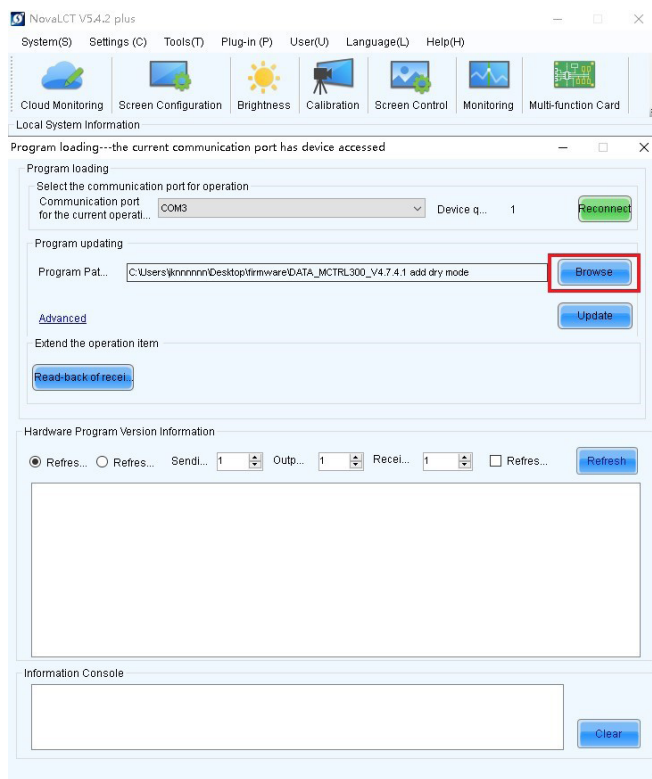 NovaLCT V5.4.2 plus
System(S) Settings (C) Tools(T) Plug-in (P) User(U) Language(L) Help(H)
Cloud Monitoring Screen Configuration Brightness Calibration Screen Control Monitoring Multi-function Card
Local System Information
Program loading---the current communication port has device accessed
Program loading
Select the communication port for operation
Communication port
for the current operati... COM3 Device q... 1 Reconnect
Program updating
Program Pat... C:\Users\jknnnnnn\Desktop\firmware\DATA_MCTRL300_V4.7.4.1 add dry mode Browse
Advanced Update
Extend the operation item
Read-back of recei...
Hardware Program Version Information
Refres... Refres... Sendi... 1 Outp... 1 Recei... 1 Refres... Refresh
Information Console
Clear